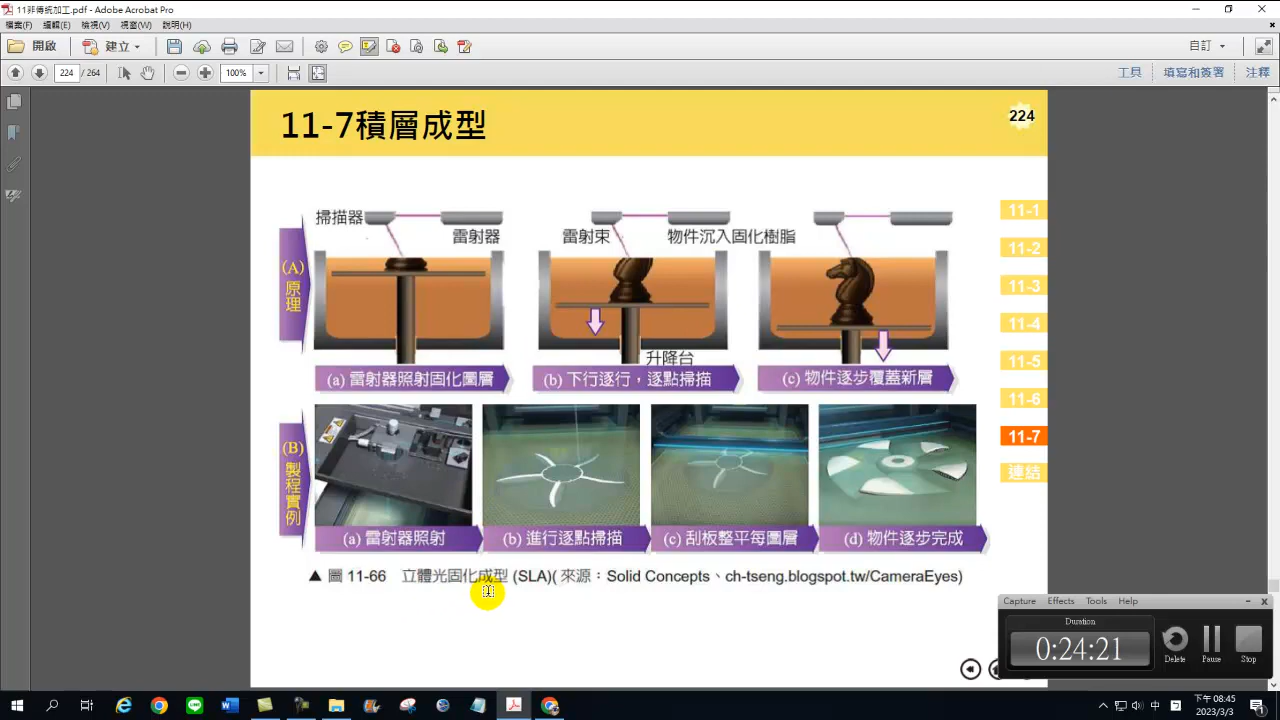 11非傳統加工.pdf - Adobe Acrobat Pro
檔案(F) 編輯(E) 檢視(V) 視窗(W) 說明(H)
開啟 建立 自訂
224 / 264 100% 工具 填寫和簽署 注釋
11-7積層成型
224
掃描器 雷射器 雷射束 物件沉入固化樹脂
升降台
(A)原理
(a) 雷射器照射固化圖層 (b) 下行逐行，逐點掃描 (c) 物件逐步覆蓋新層
(B)製程實例
(a) 雷射器照射 (b) 進行逐點掃描 (c) 刮板整平每圖層 (d) 物件逐步完成
▲ 圖 11-66 立體光固化成型 (SLA)( 來源：Solid Concepts、ch-tseng.blogspot.tw/CameraEyes)
11-1
11-2
11-3
11-4
11-5
11-6
11-7
連結
Capture Effects Tools Help
Duration
0:24:21
Delete Pause Stop
中
下午 08:45
2023/3/3